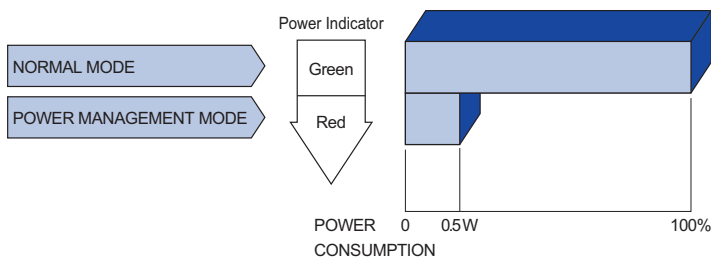 Power Indicator
NORMAL MODE
Green
POWER MANAGEMENT MODE
Red
POWER 0 0.5W 100%
CONSUMPTION